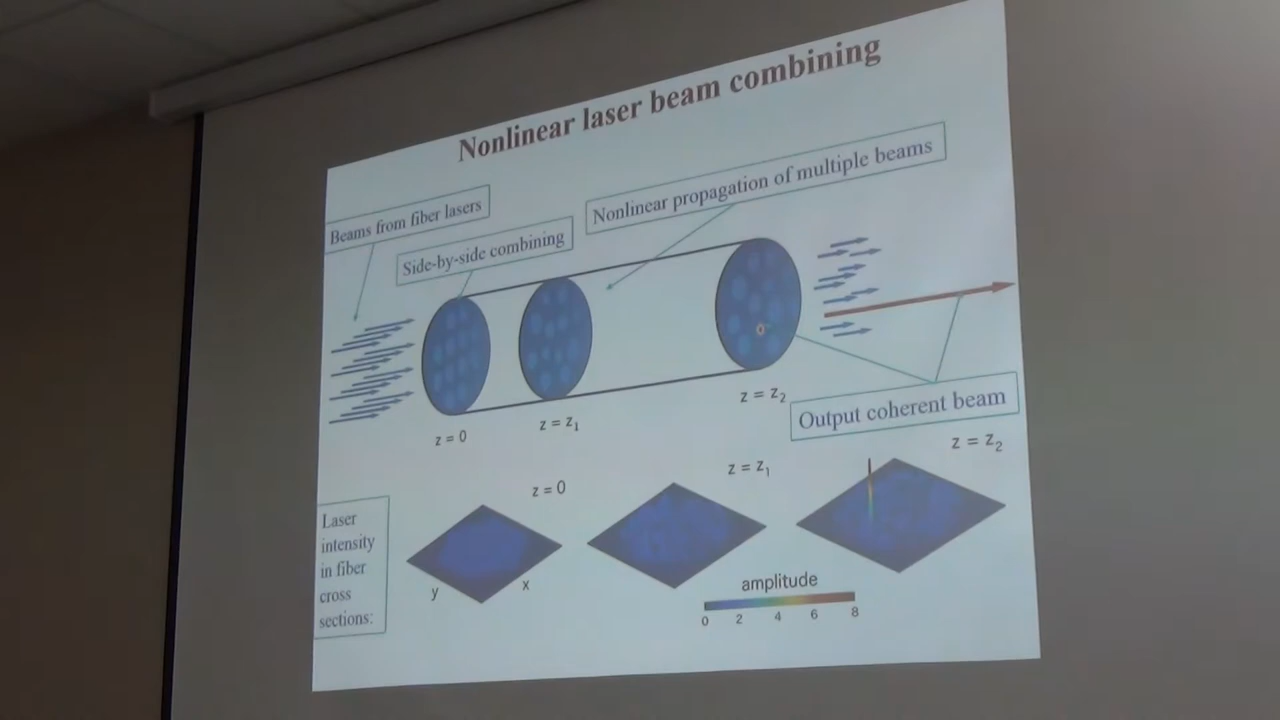 Nonlinear laser beam combining
Beams from fiber lasers
Side-by-side combining
Nonlinear propagation of multiple beams
z = 0
z = z₁
z = z₂
Output coherent beam
Laser
intensity
in fiber
cross
sections:
z = 0
z = z₁
z = z₂
y
x
amplitude
0 2 4 6 8